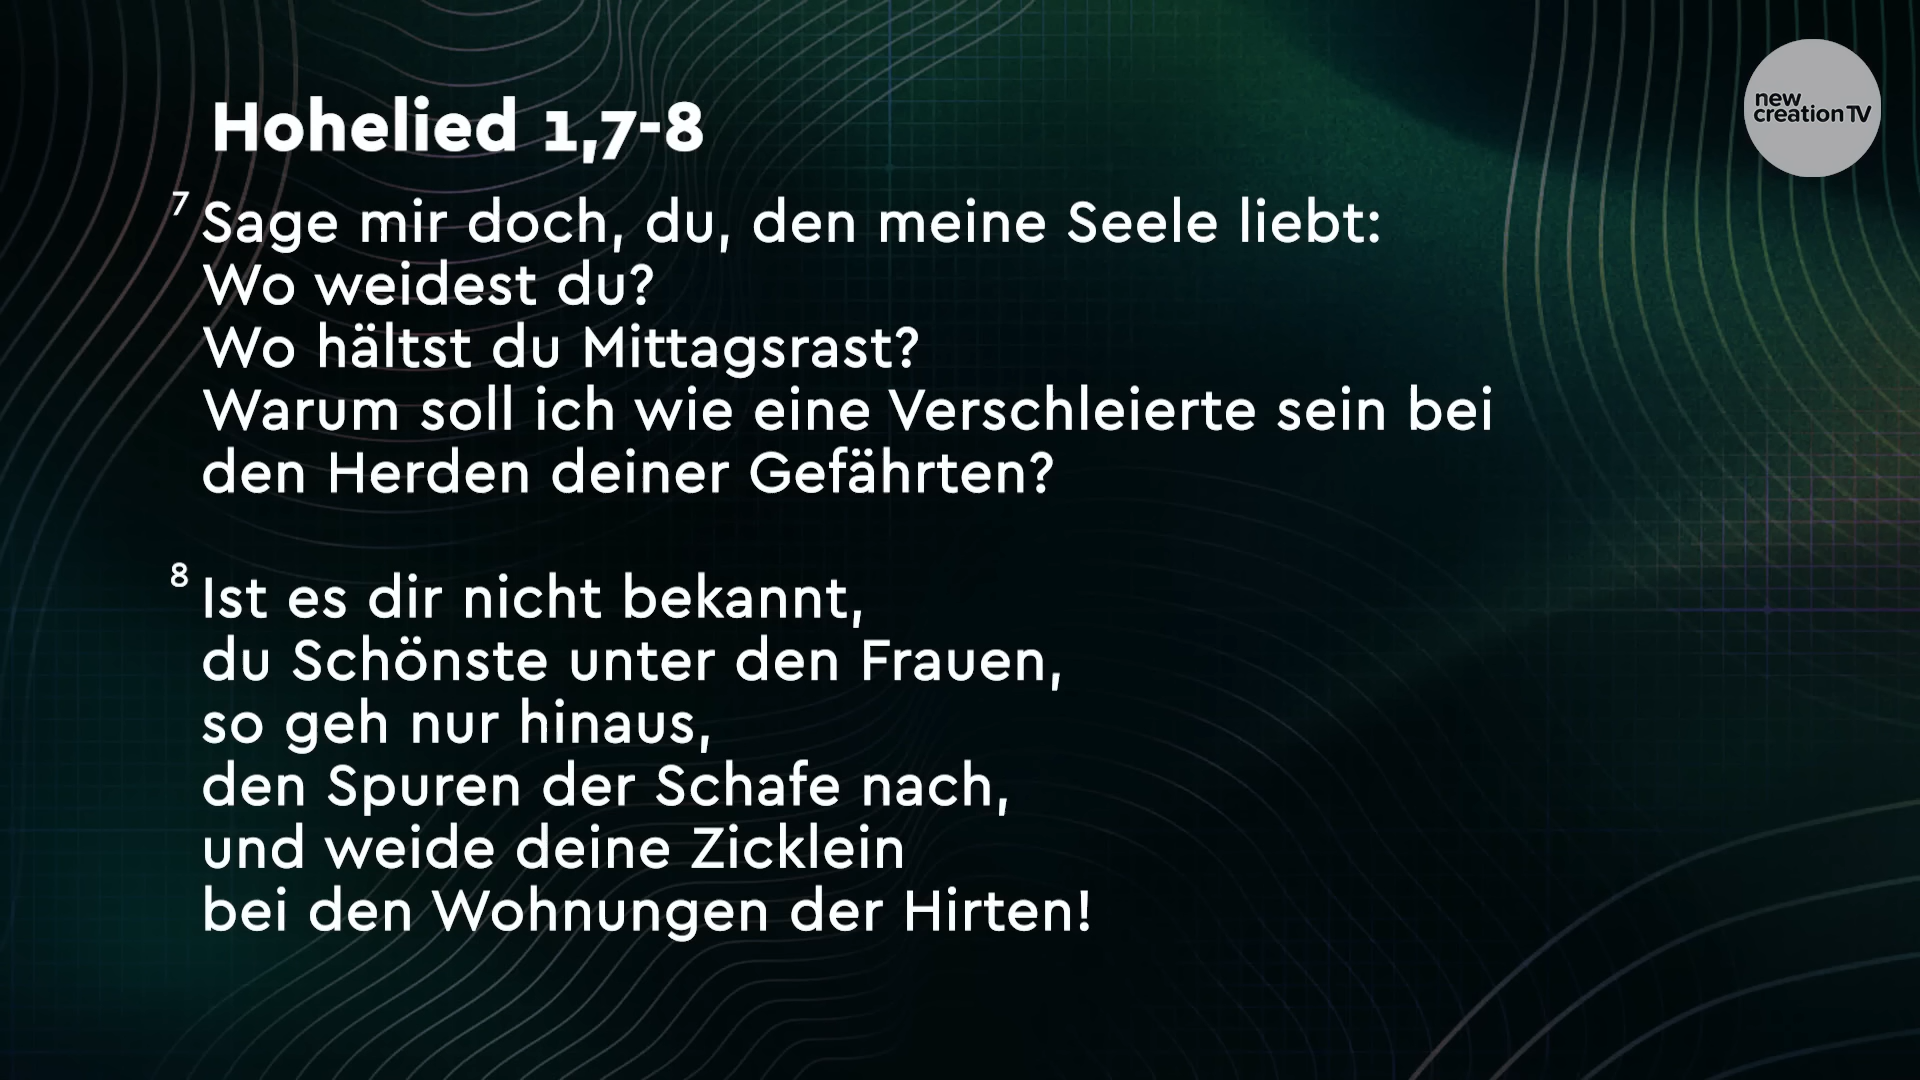 Hohelied 1,7-8
new
creationTV
7 Sage mir doch, du, den meine Seele liebt:
Wo weidest du?
Wo hältst du Mittagsrast?
Warum soll ich wie eine Verschleierte sein bei
den Herden deiner Gefährten?
8 Ist es dir nicht bekannt,
du Schönste unter den Frauen,
so geh nur hinaus,
den Spuren der Schafe nach,
und weide deine Zicklein
bei den Wohnungen der Hirten!